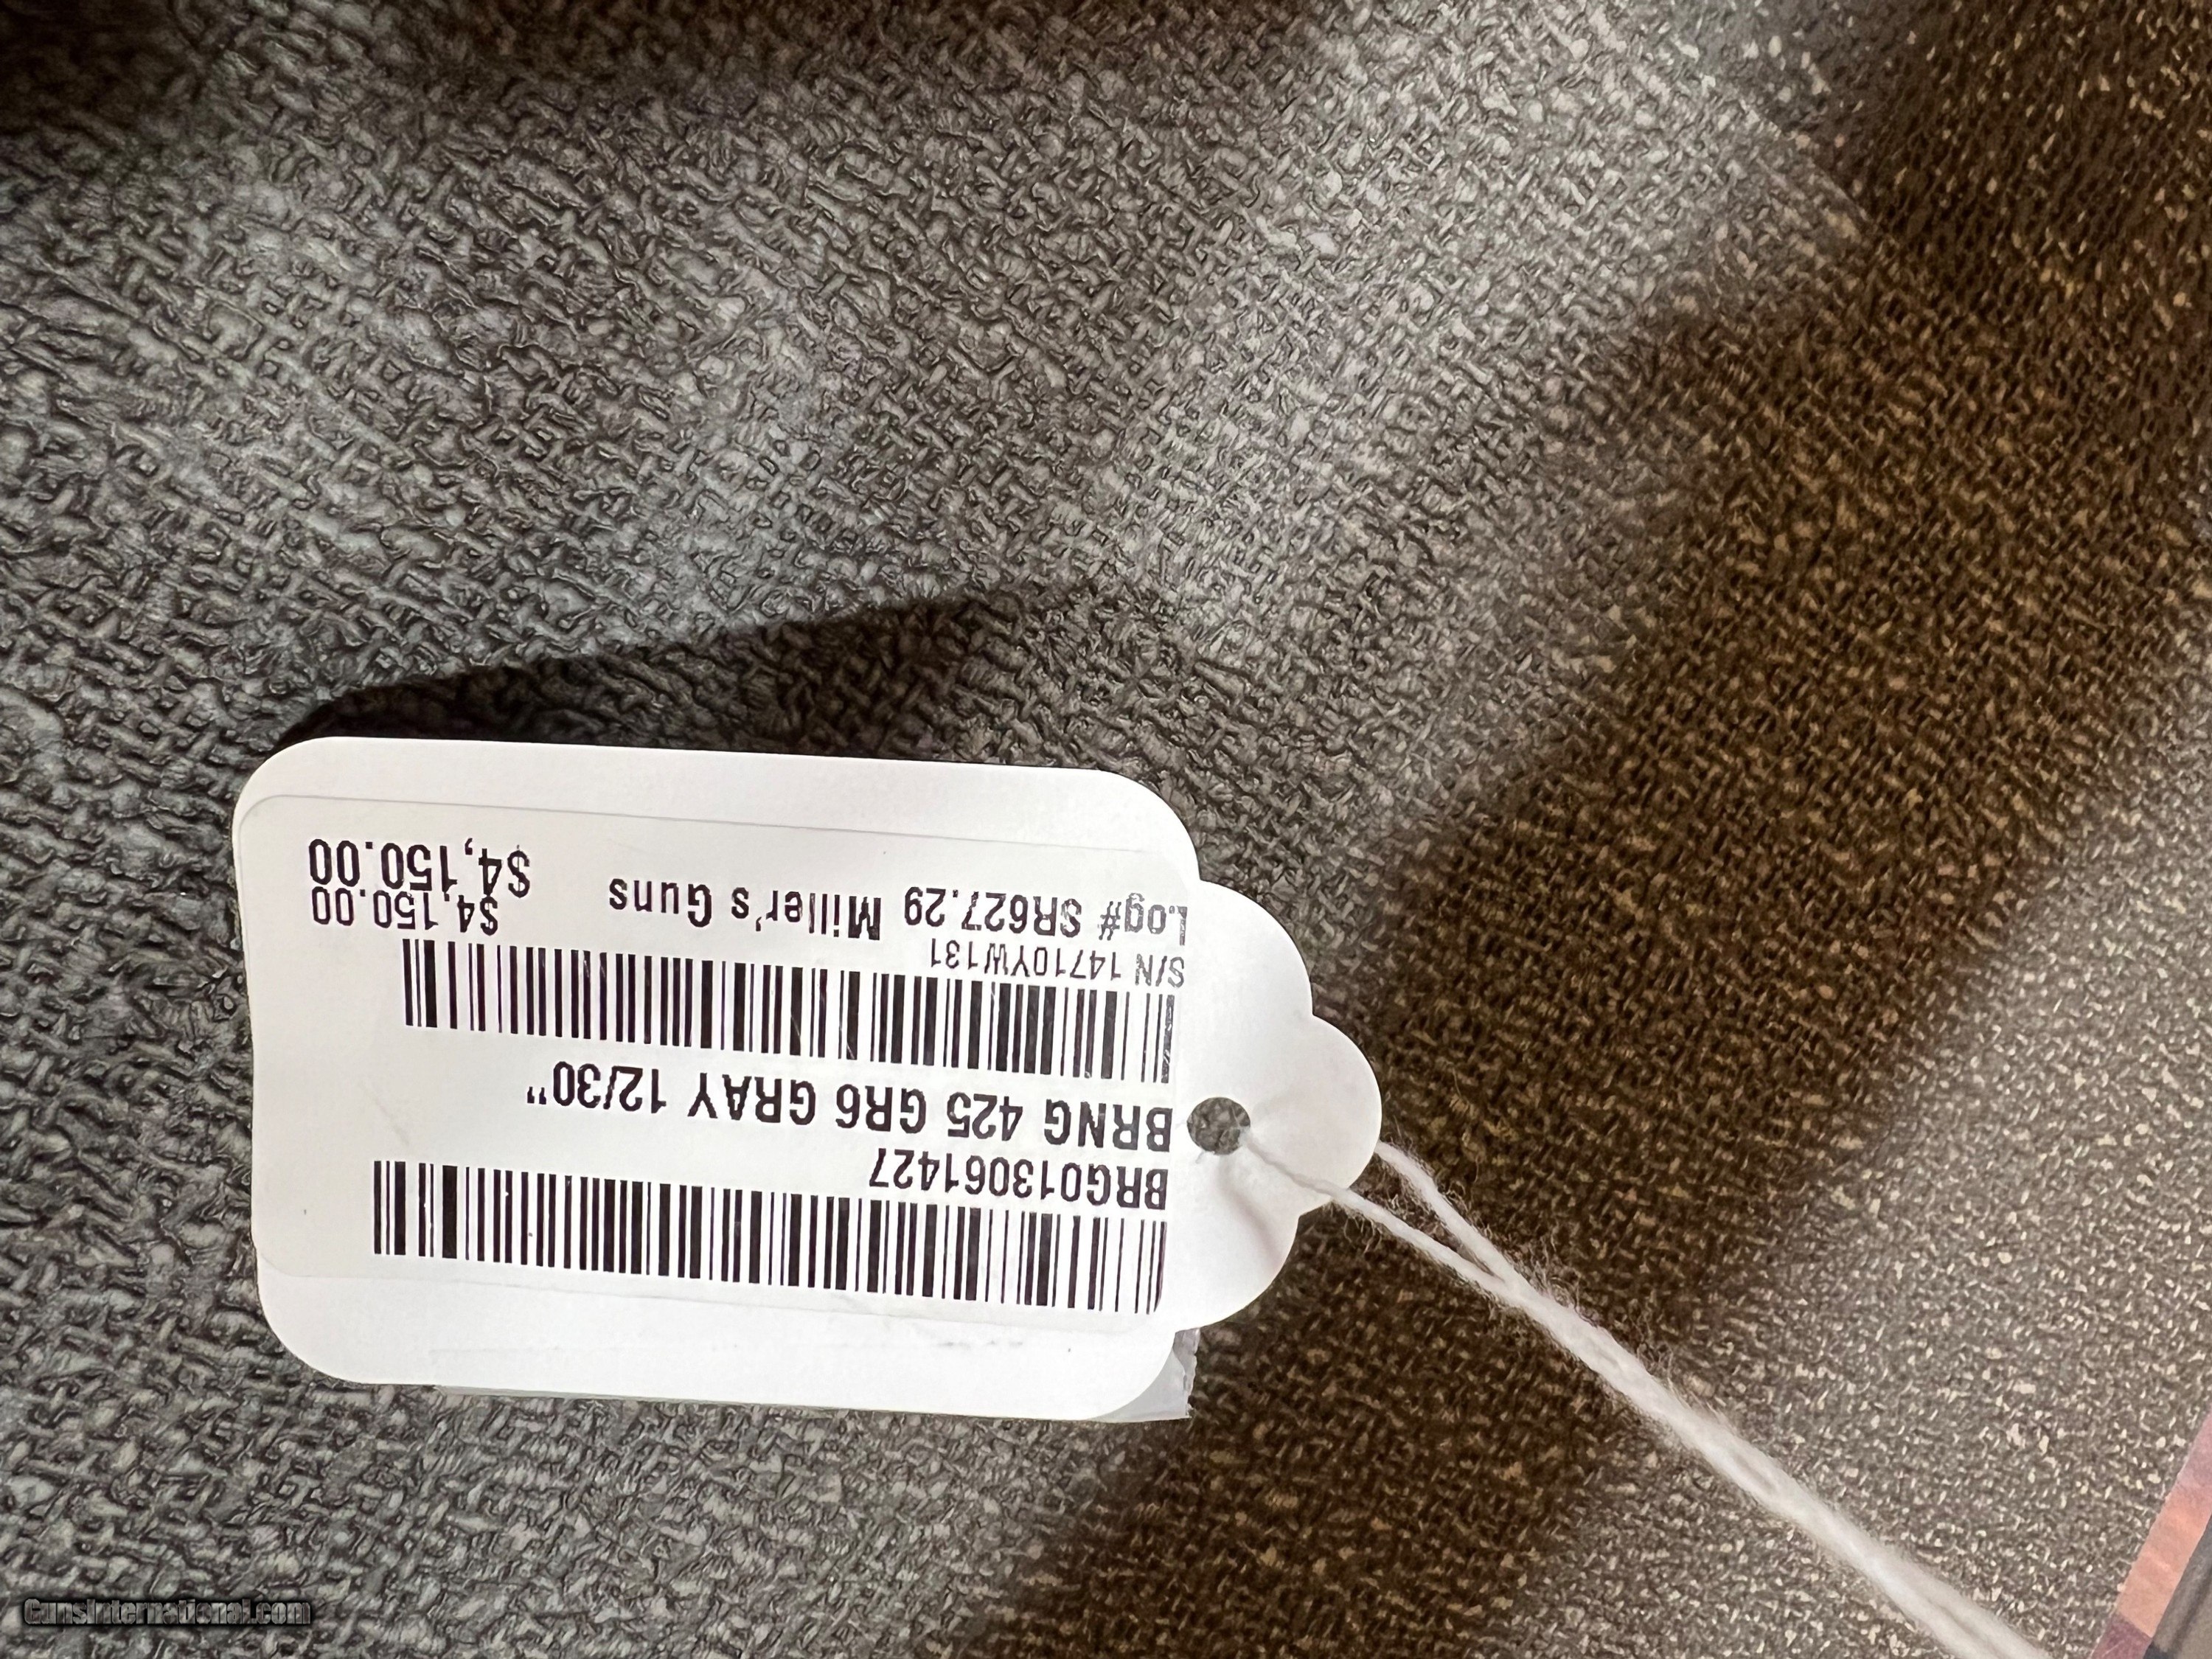 BRG013061427
BRNG 425 GR6 GRAY 12/30"
S/N 14710YW131
Log# SR627.29 Miller's Guns
$4,150.00
$4,150.00
GunsInternational.com